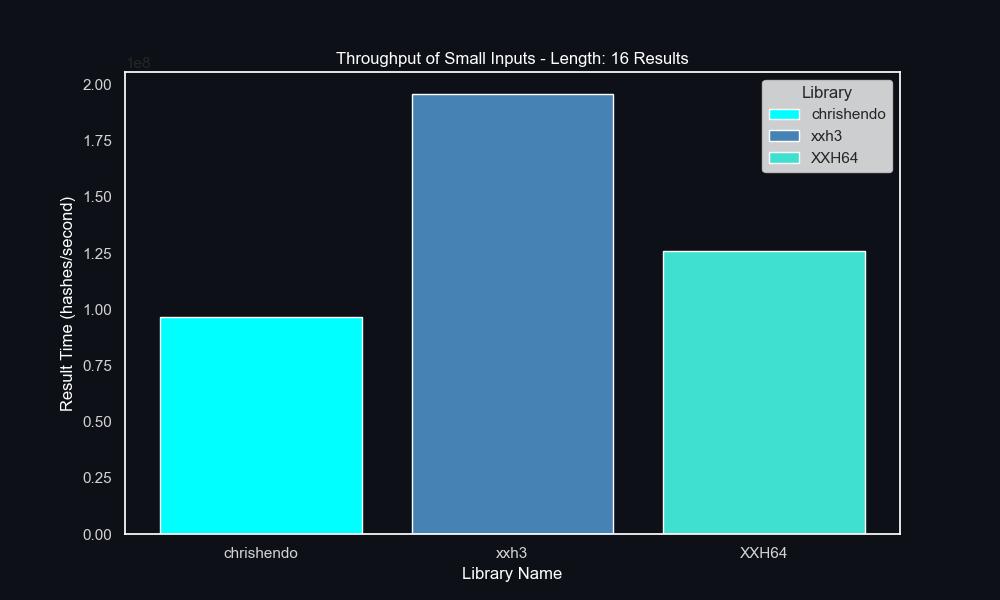 Throughput of Small Inputs - Length: 16 Results
1e8
2.00
1.75
1.50
1.25
1.00
0.75
0.50
0.25
0.00
Result Time (hashes/second)
Library
chrishendo
xxh3
XXH64
chrishendo
xxh3
XXH64
Library Name